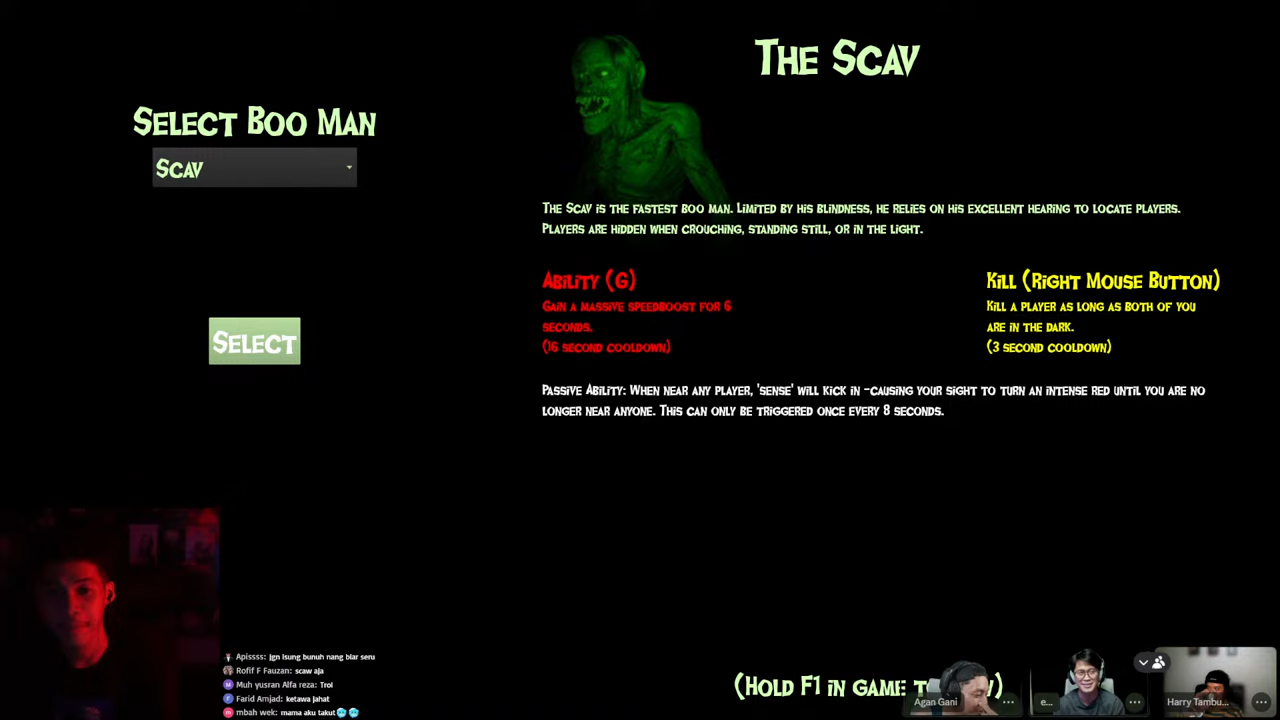 The Scav
Select Boo Man
Scav
The Scav is the fastest boo man. Limited by his blindness, he relies on his excellent hearing to locate players.
Players are hidden when crouching, standing still, or in the light.
Ability (G)
Gain a massive speedboost for 6
seconds.
(16 second cooldown)
Kill (Right Mouse Button)
Kill a player as long as both of you
are in the dark.
(3 second cooldown)
Select
Passive Ability: When near any player, 'sense' will kick in -causing your sight to turn an intense red until you are no
longer near anyone. This can only be triggered once every 8 seconds.
Apissss: jgn lsung bunuh nang biar seru
Rofif F Fauzan: scaw aja
Muh yusran Alfa reza: Trol
Farid Amjad: ketawa jahat
mbah wek: mama aku takut
(Hold F1 in game t
Agan Gani
e...
Harry Tambu...